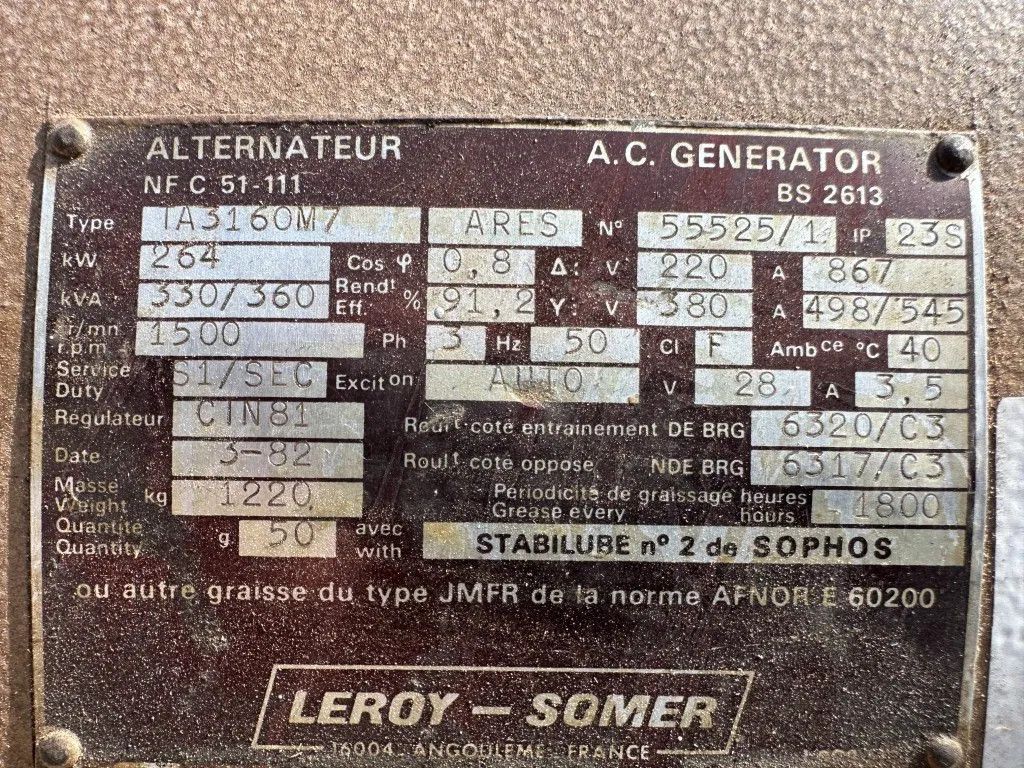 ALTERNATEUR A.C. GENERATOR
NF C 51-111 BS 2613
Type TA3160M7 ARES N° 55525/1 IP 23S
kW 264 Cos φ 0,8 Δ: V 220 A 867
kVA 330/360 Rendt Eff. % 91,2 Y: V 380 A 498/545
tr/mn r.p.m 1500 Ph 3 Hz 50 Cl F Ambce °C 40
Service Duty S1/SEC Exciton AUTO V 28 A 3,5
Régulateur CIN81 Roult coté entrainement DE BRG 6320/C3
Date 3-82 Roult coté opposé NDE BRG 6317/C3
Masse Weight kg 1220 Périodicité de graissage heures Grease every hours 1800
Quantité Quantity g 50 avec with STABILUBE n° 2 de SOPHOS
ou autre graisse du type JMFR de la norme AFNOR E 60200
LEROY – SOMER
16004 ANGOULEME FRANCE